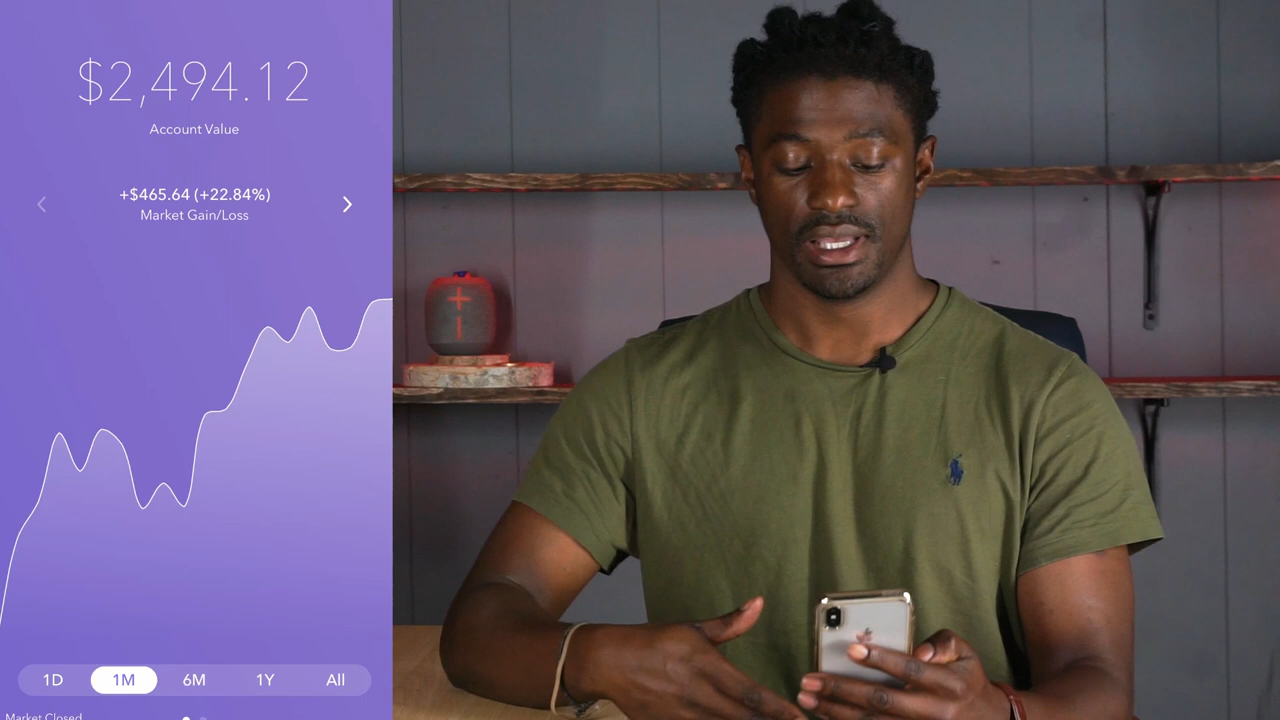 $2,494.12
Account Value
+$465.64 (+22.84%)
Market Gain/Loss
1D 1M 6M 1Y All
Market Closed